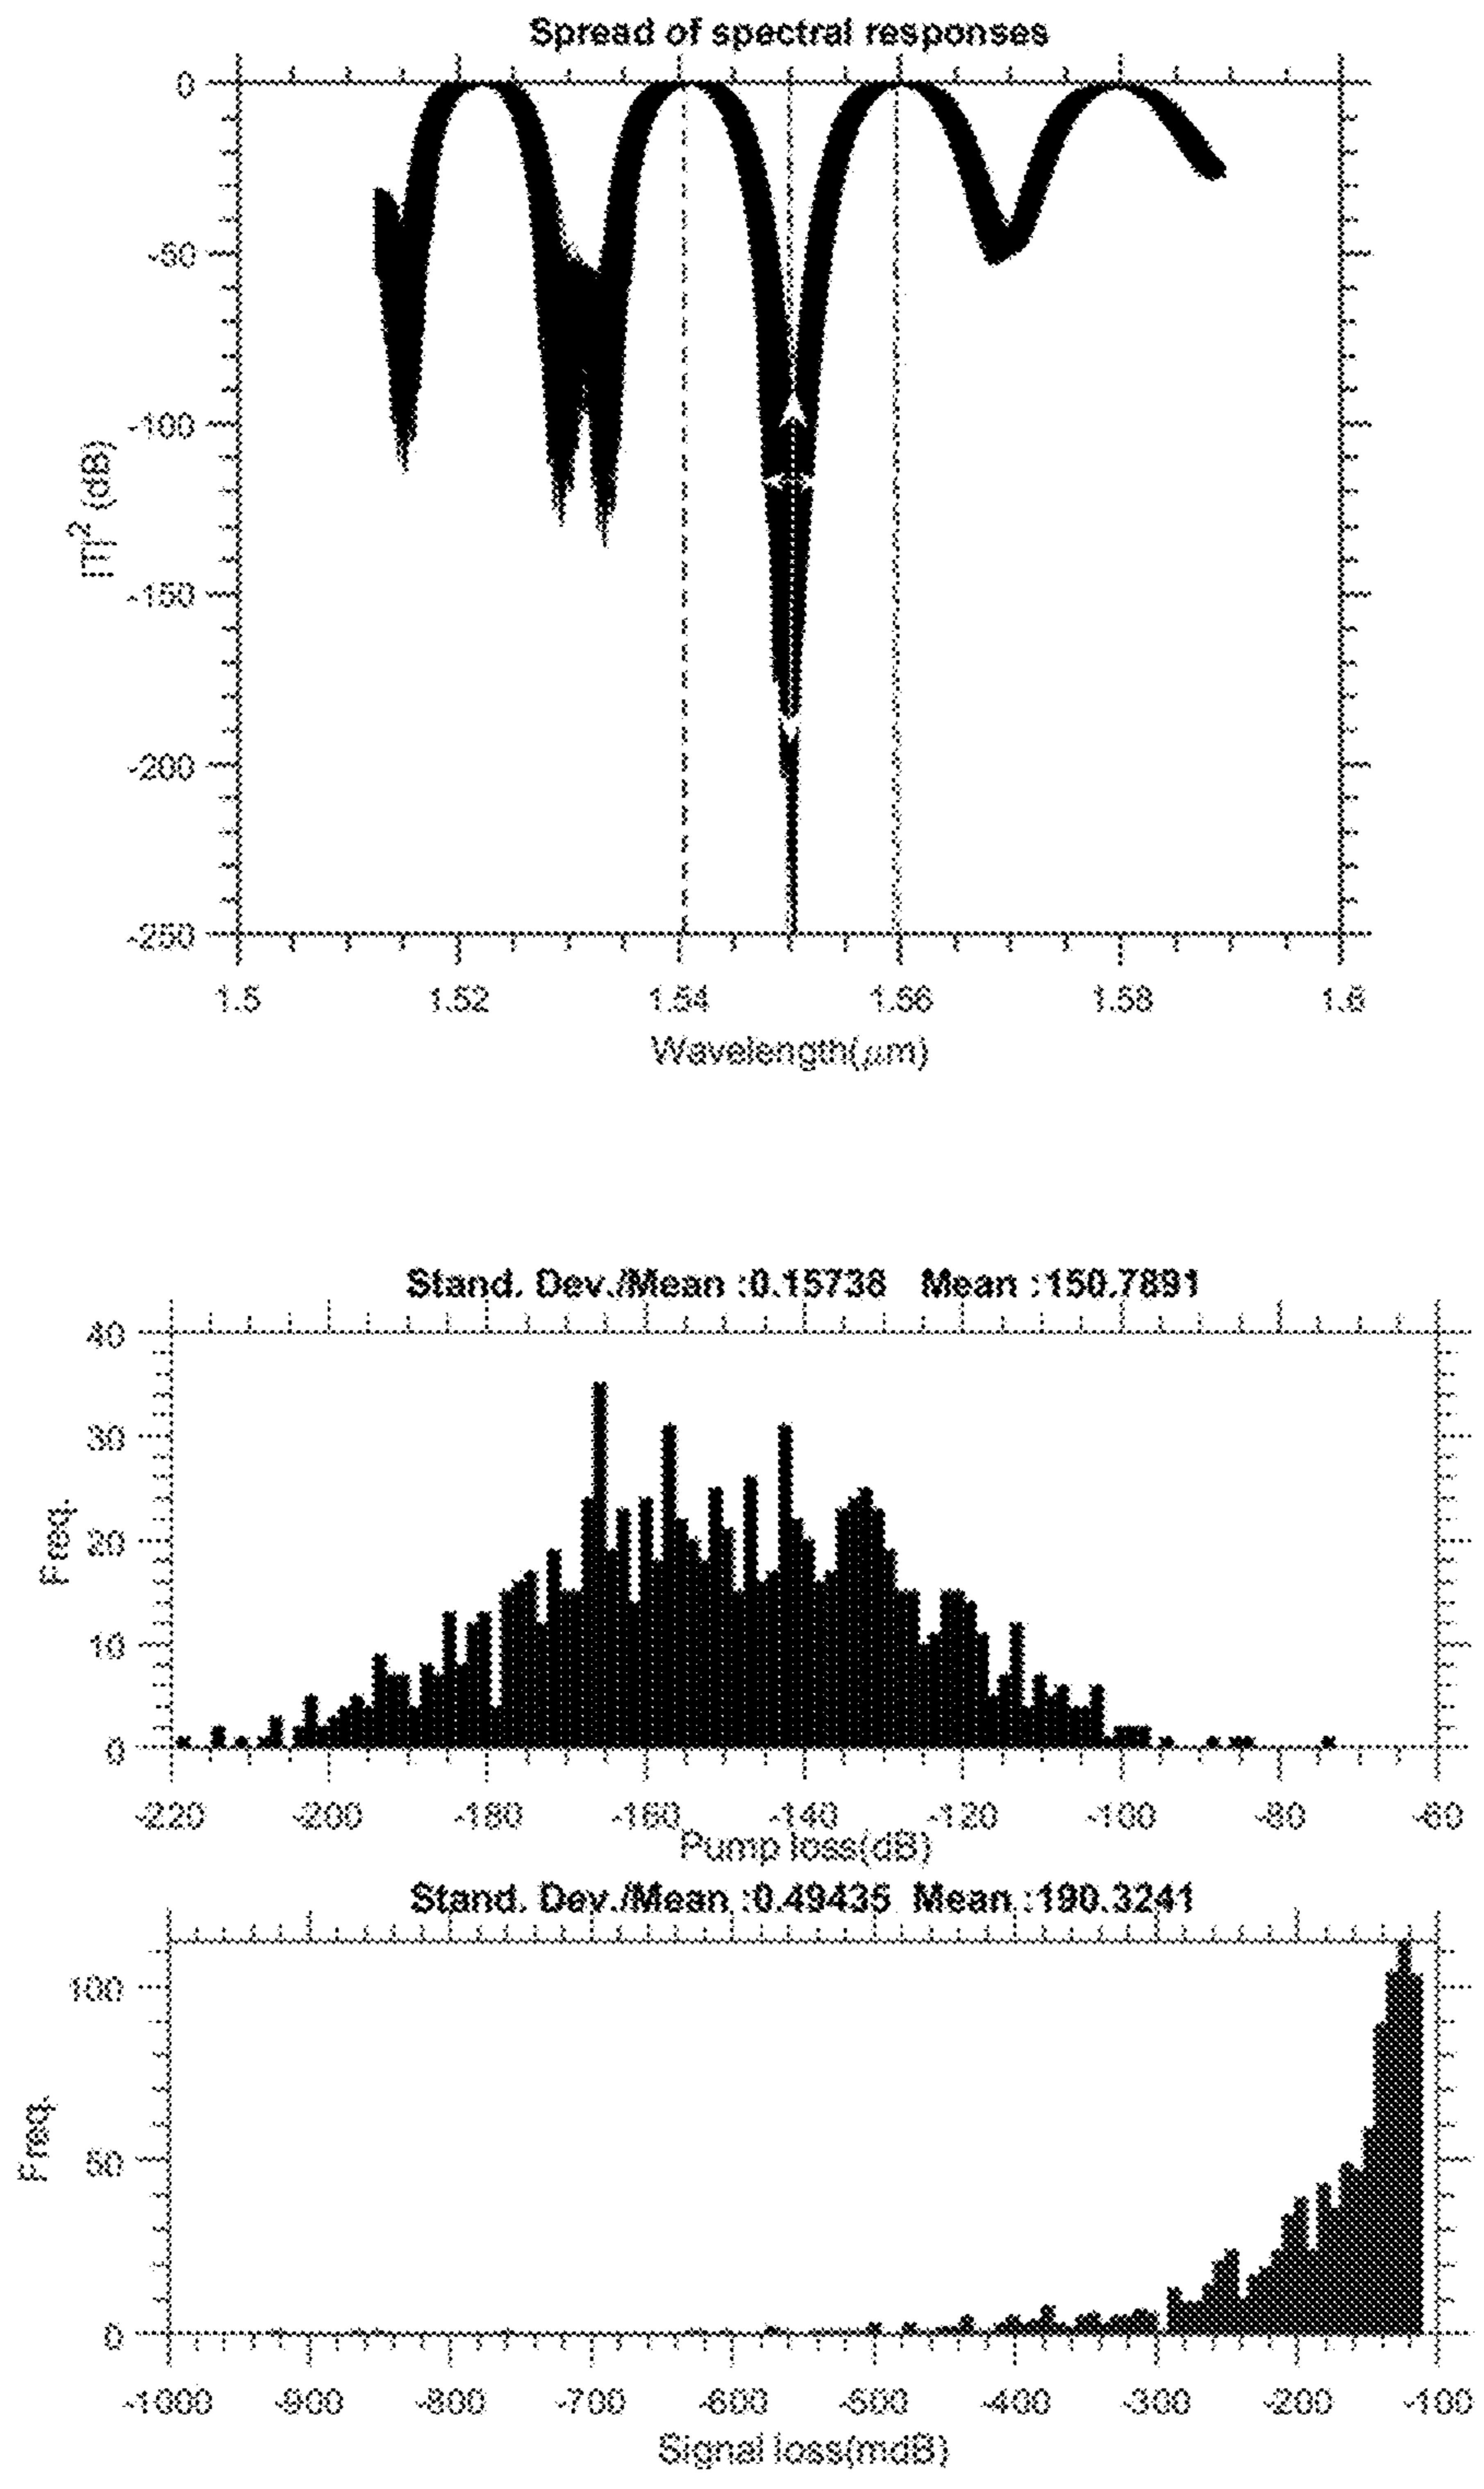 Spread of spectral responses
0
-50
-100
-150
-200
-250
|T|² (dB)
1.5 1.52 1.54 1.56 1.58 1.6
Wavelength(μm)
Stand. Dev./Mean :0.15738 Mean :150.7891
40
30
20
10
0
Freq.
-220 -200 -180 -160 -140 -120 -100 -80 -60
Pump loss(dB)
Stand. Dev./Mean :0.49435 Mean :190.3241
100
50
0
Freq.
-1000 -900 -800 -700 -600 -500 -400 -300 -200 -100
Signal loss(mdB)